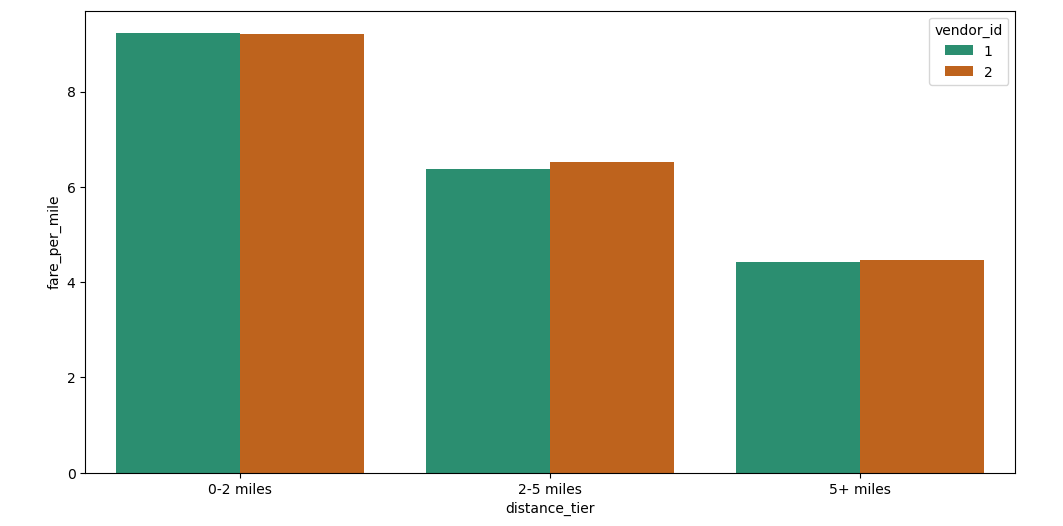 vendor_id
1
2
8
6
4
2
0
fare_per_mile
0-2 miles
2-5 miles
5+ miles
distance_tier